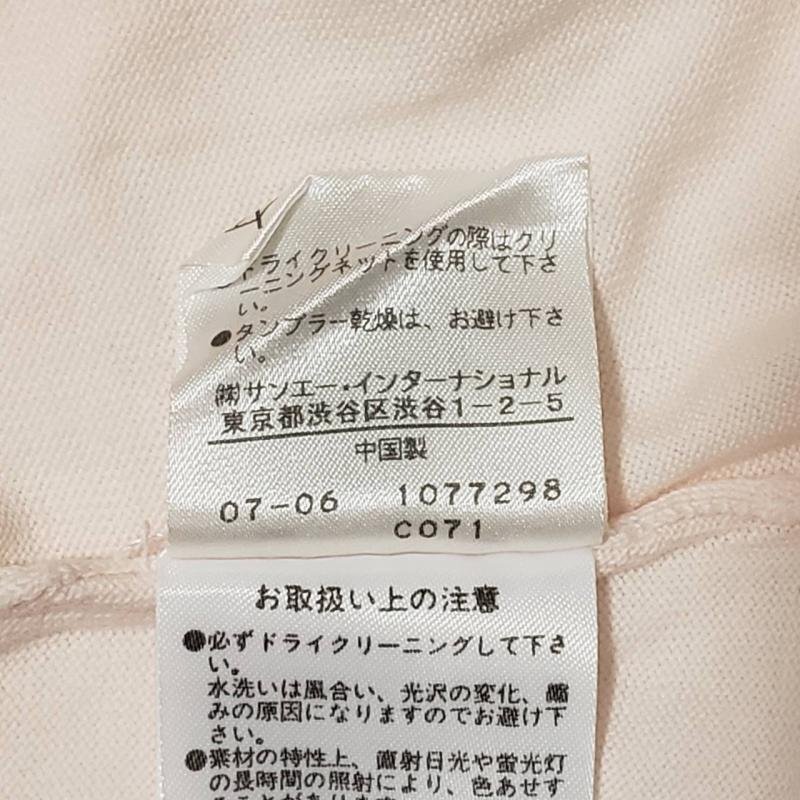 ドライクリーニングの際はクリ
ーニングネットを使用して下さ
い。
●タンブラー乾燥は、お避け下さ
い。
㈱サンエー・インターナショナル
東京都渋谷区渋谷1-2-5
中国製
07-06 1077298
C071
お取扱い上の注意
●必ずドライクリーニングして下さ
い。
水洗いは風合い、光沢の変化、縮
みの原因になりますのでお避け下
さい。
●素材の特性上、直射日光や蛍光灯
の長時間の照射により、色あせす